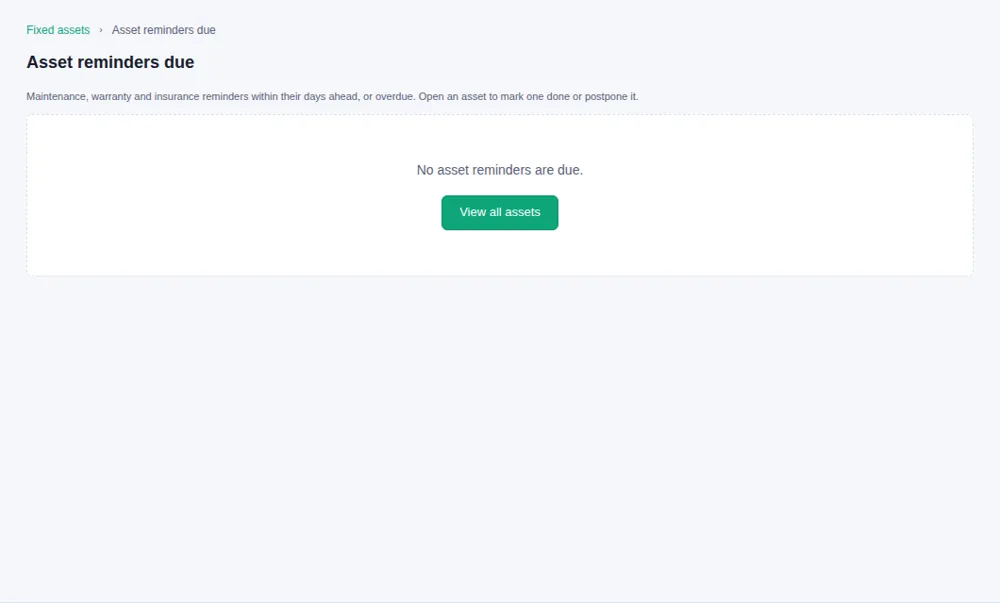 Fixed assets › Asset reminders due
Asset reminders due
Maintenance, warranty and insurance reminders within their days ahead, or overdue. Open an asset to mark one done or postpone it.
No asset reminders are due.
View all assets